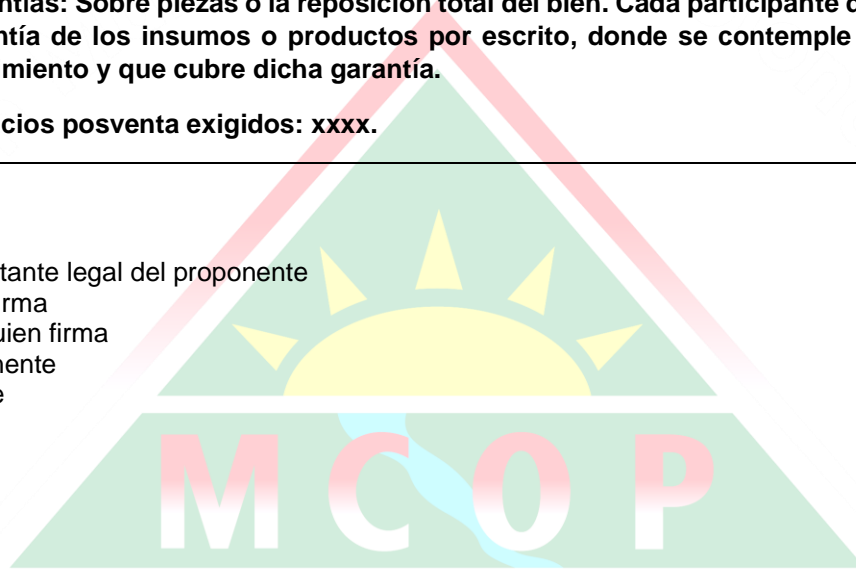 ntías: Sobre piezas o la reposición total del bien. Cada participante d
ntía de los insumos o productos por escrito, donde se contemple
miento y que cubre dicha garantía.
cios posventa exigidos: xxxx.
tante legal del proponente
rma
uien firma
nente
e
MCOP